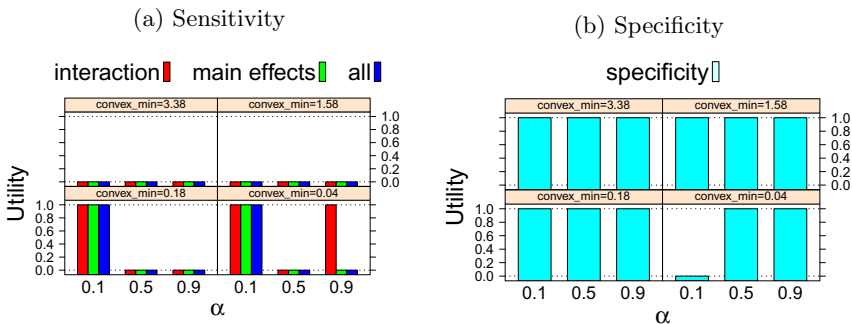 (a) Sensitivity
interaction main effects all
convex_min=3.38 convex_min=1.58
1.0
0.8
0.6
0.4
0.2
0.0
convex_min=0.18 convex_min=0.04
1.0
0.8
0.6
0.4
0.2
0.0
Utility
0.1 0.5 0.9 0.1 0.5 0.9
α
(b) Specificity
specificity
convex_min=3.38 convex_min=1.58
1.0
0.8
0.6
0.4
0.2
0.0
convex_min=0.18 convex_min=0.04
1.0
0.8
0.6
0.4
0.2
0.0
Utility
0.1 0.5 0.9 0.1 0.5 0.9
α